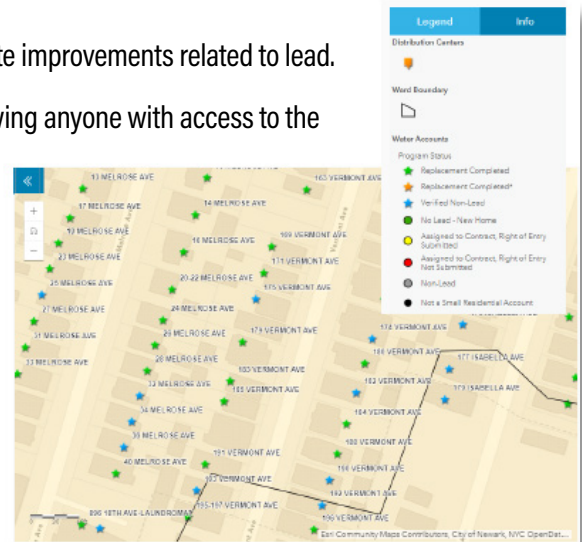 te improvements related to lead.
ving anyone with access to the
Legend Info
Distribution Centers
Ward Boundary
Water Accounts
Program Status
Replacement Completed
Replacement Completed*
Verified Non-Lead
No Lead - New Home
Assigned to Contract, Right of Entry
Submitted
Assigned to Contract, Right of Entry
Not Submitted
Non-Lead
Not a Small Residential Account
13 MELROSE AVE
163 VERMONT AVE
17 MELROSE AVE
14 MELROSE AVE
19 MELROSE AVE
16 MELROSE AVE
169 VERMONT AVE
23 MELROSE AVE
171 VERMONT AVE
25 MELROSE AVE
20-22 MELROSE AVE
175 VERMONT AVE
27 MELROSE AVE
24 MELROSE AVE
174 VERMONT AVE
31 MELROSE AVE
26 MELROSE AVE
179 VERMONT AVE
180 VERMONT AVE
177 ISABELLA AVE
33 MELROSE AVE
28 MELROSE AVE
183 VERMONT AVE
32 MELROSE AVE
185 VERMONT AVE
182 VERMONT AVE
179 ISABELLA AVE
34 MELROSE AVE
184 VERMONT AVE
36 MELROSE AVE
188 VERMONT AVE
40 MELROSE AVE
191 VERMONT AVE
190 VERMONT AVE
193 VERMONT AVE
192 VERMONT AVE
896 18TH AVE-LAUNDROMAT
195-197 VERMONT AVE
196 VERMONT AVE
Esri Community Maps Contributors, City of Newark, NYC OpenDat...